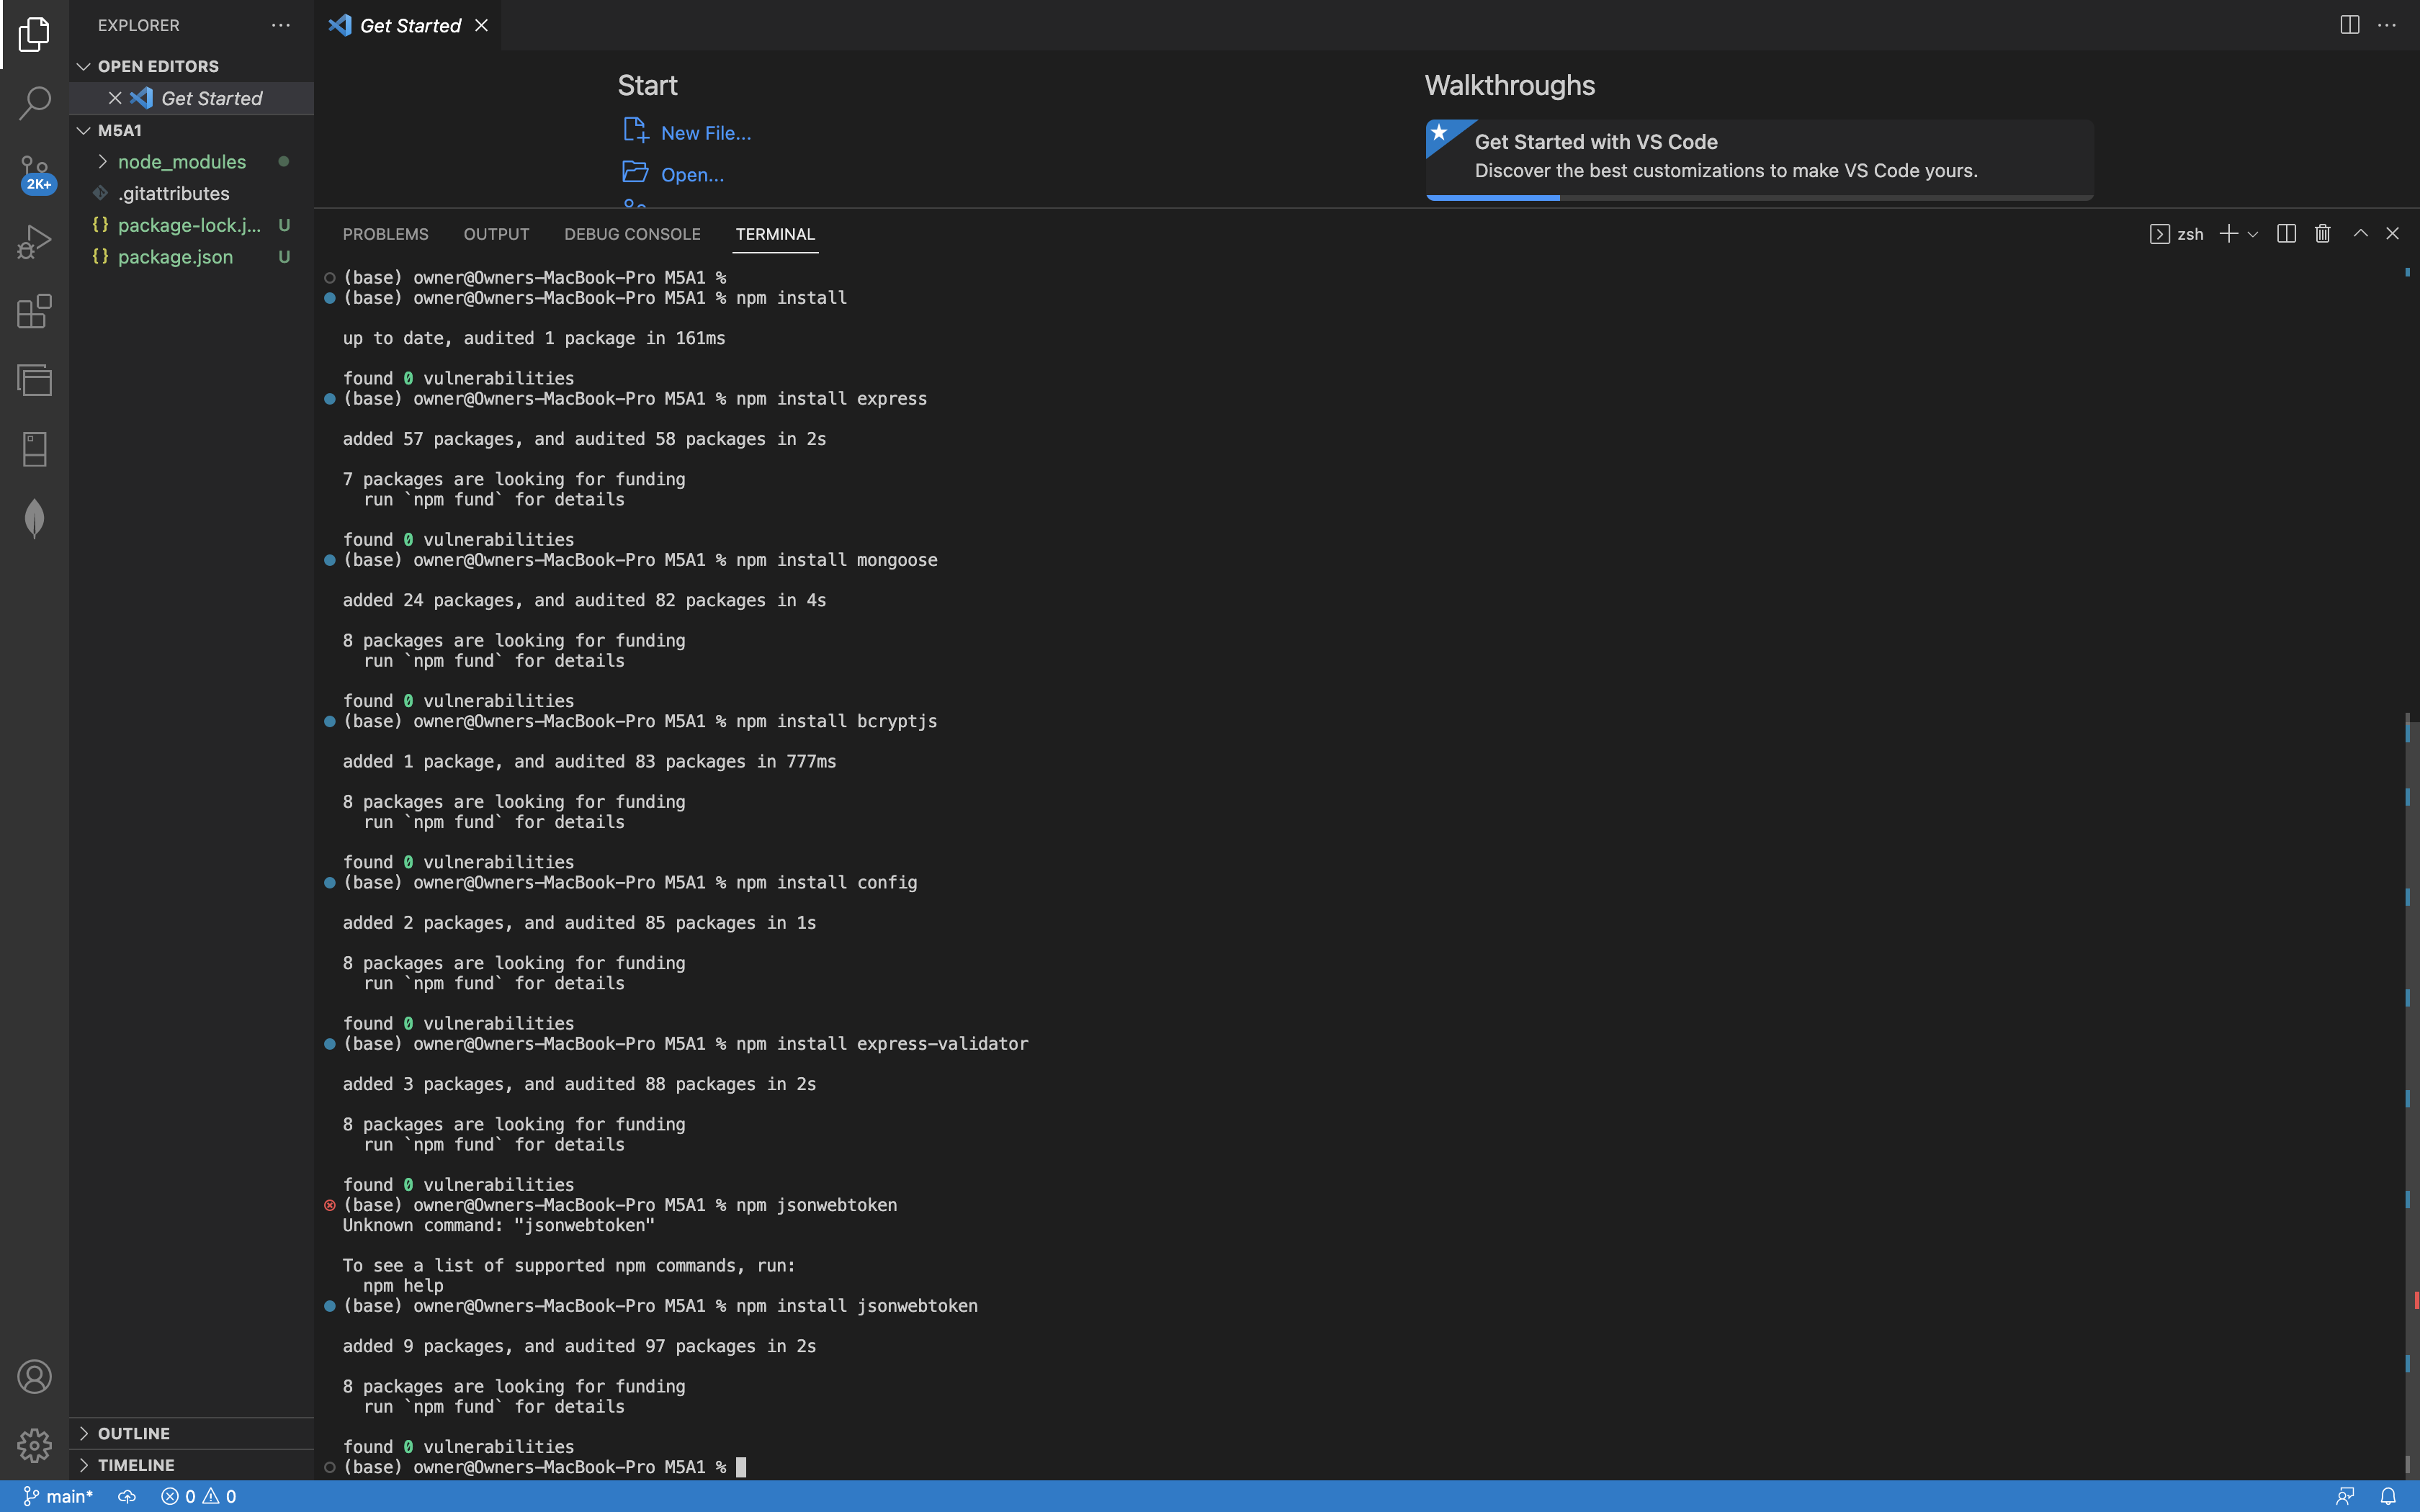 EXPLORER
OPEN EDITORS
Get Started
M5A1
node_modules
.gitattributes
package-lock.j... U
package.json U
2K+
OUTLINE
TIMELINE
Get Started
Start
New File...
Open...
Walkthroughs
Get Started with VS Code
Discover the best customizations to make VS Code yours.
PROBLEMS OUTPUT DEBUG CONSOLE TERMINAL
zsh
(base) owner@Owners-MacBook-Pro M5A1 %
(base) owner@Owners-MacBook-Pro M5A1 % npm install
up to date, audited 1 package in 161ms
found 0 vulnerabilities
(base) owner@Owners-MacBook-Pro M5A1 % npm install express
added 57 packages, and audited 58 packages in 2s
7 packages are looking for funding
run `npm fund` for details
found 0 vulnerabilities
(base) owner@Owners-MacBook-Pro M5A1 % npm install mongoose
added 24 packages, and audited 82 packages in 4s
8 packages are looking for funding
run `npm fund` for details
found 0 vulnerabilities
(base) owner@Owners-MacBook-Pro M5A1 % npm install bcryptjs
added 1 package, and audited 83 packages in 777ms
8 packages are looking for funding
run `npm fund` for details
found 0 vulnerabilities
(base) owner@Owners-MacBook-Pro M5A1 % npm install config
added 2 packages, and audited 85 packages in 1s
8 packages are looking for funding
run `npm fund` for details
found 0 vulnerabilities
(base) owner@Owners-MacBook-Pro M5A1 % npm install express-validator
added 3 packages, and audited 88 packages in 2s
8 packages are looking for funding
run `npm fund` for details
found 0 vulnerabilities
(base) owner@Owners-MacBook-Pro M5A1 % npm jsonwebtoken
Unknown command: "jsonwebtoken"
To see a list of supported npm commands, run:
npm help
(base) owner@Owners-MacBook-Pro M5A1 % npm install jsonwebtoken
added 9 packages, and audited 97 packages in 2s
8 packages are looking for funding
run `npm fund` for details
found 0 vulnerabilities
(base) owner@Owners-MacBook-Pro M5A1 %
main* 0 0